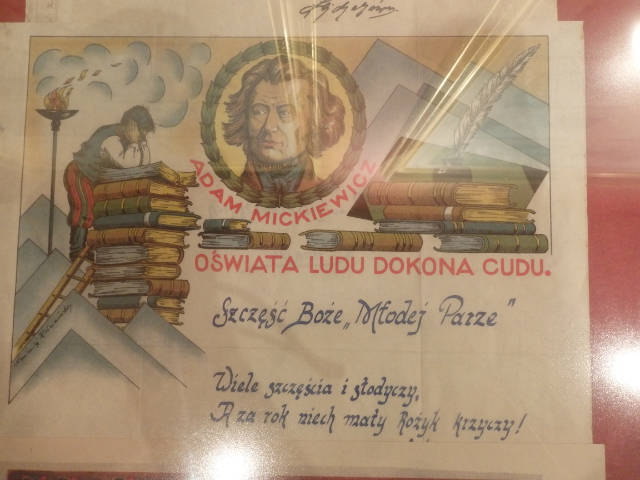 ADAM MICKIEWICZ
OŚWIATA LUDU DOKONA CUDU.
Szczęść Boże „Młodej Parze"
Wiele szczęścia i słodyczy,
A za rok niech mały Rożyk krzyczy!